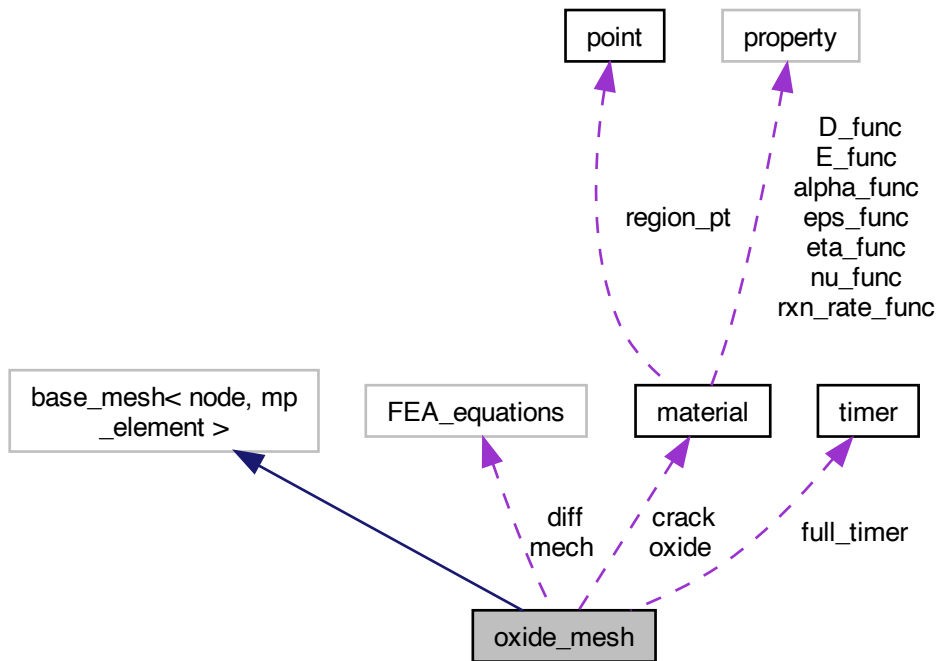 point
property
D_func
E_func
alpha_func
eps_func
eta_func
nu_func
rxn_rate_func
region_pt
base_mesh< node, mp
_element >
FEA_equations
material
timer
diff
mech
crack
oxide
full_timer
oxide_mesh